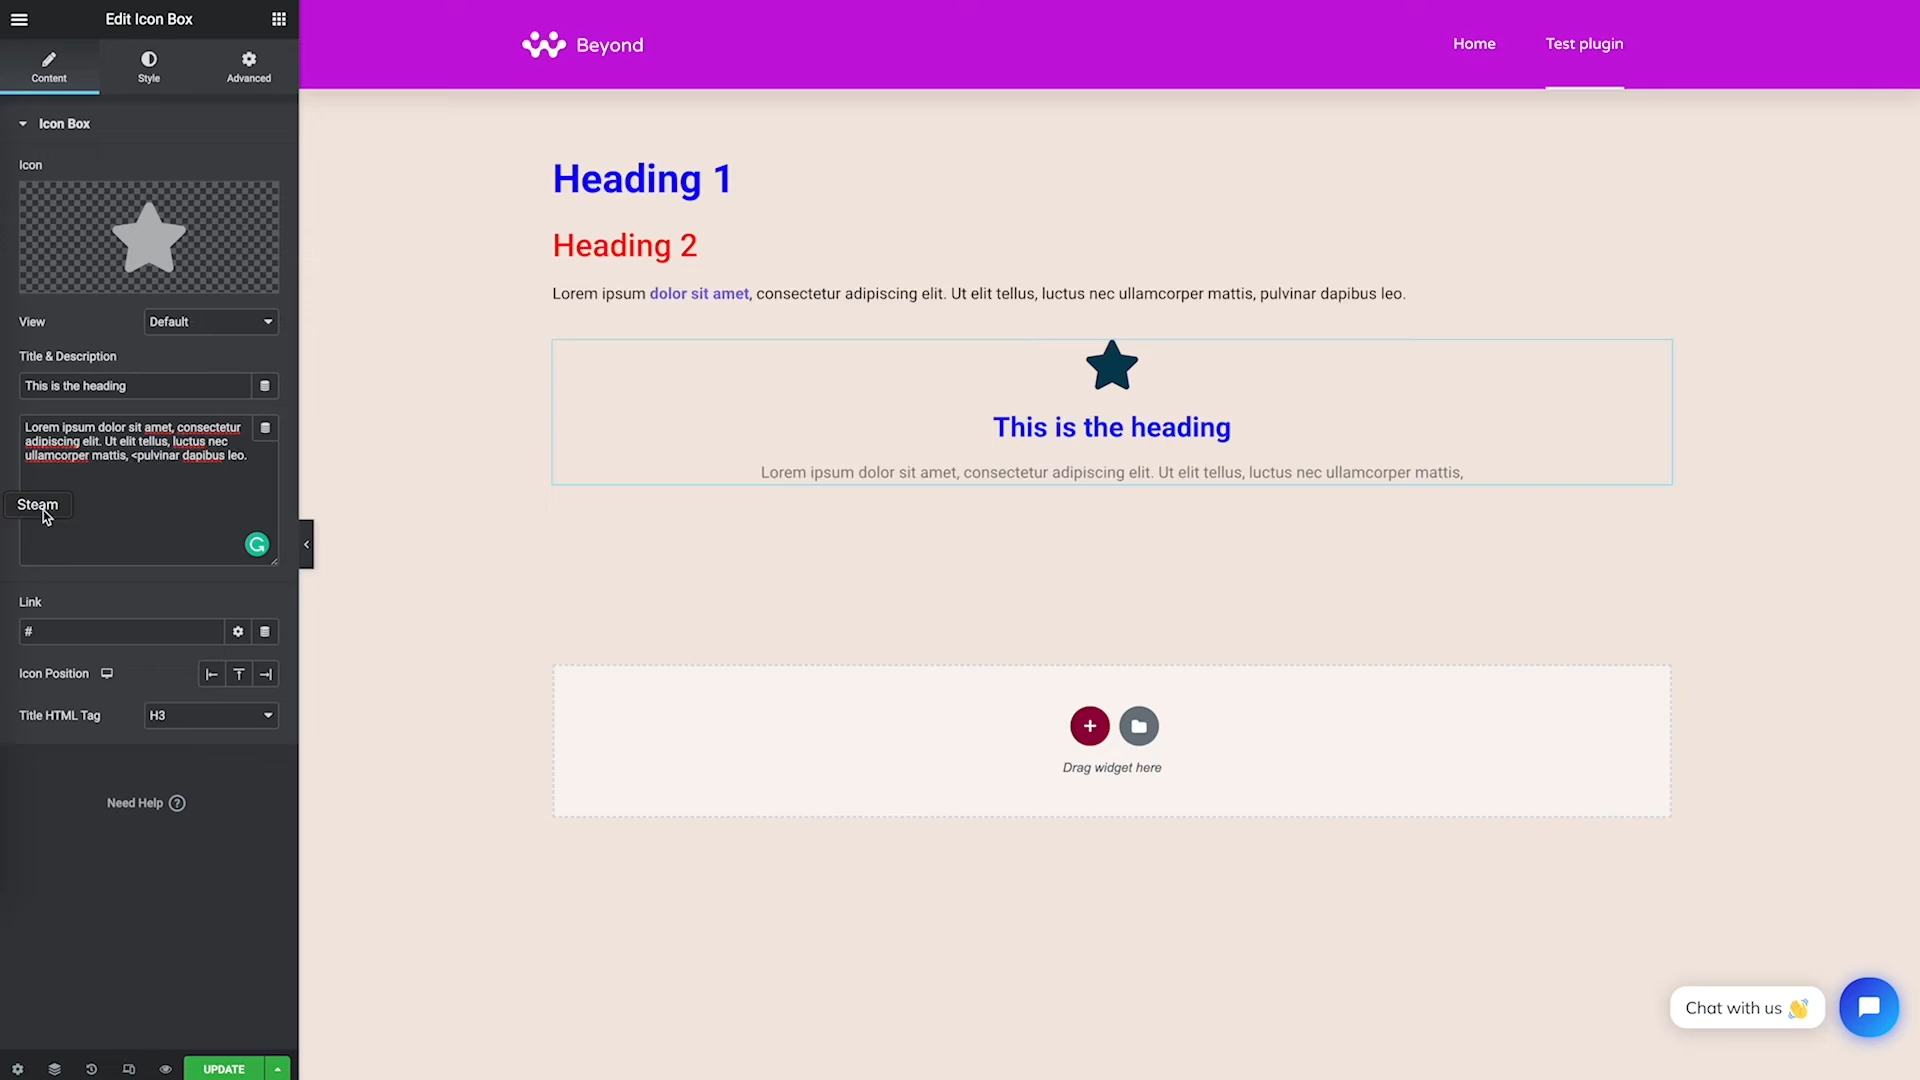 Edit Icon Box
Content
Style
Advanced
Icon Box
Icon
View
Default
Title & Description
This is the heading
Lorem ipsum dolor sit amet, consectetur
adipiscing elit. Ut elit tellus, luctus nec
ullamcorper mattis, <pulvinar dapibus leo.
Steam
Link
#
Icon Position
Title HTML Tag
H3
Need Help ?
UPDATE
Beyond
Home
Test plugin
Heading 1
Heading 2
Lorem ipsum dolor sit amet, consectetur adipiscing elit. Ut elit tellus, luctus nec ullamcorper mattis, pulvinar dapibus leo.
This is the heading
Lorem ipsum dolor sit amet, consectetur adipiscing elit. Ut elit tellus, luctus nec ullamcorper mattis,
Drag widget here
Chat with us 👋